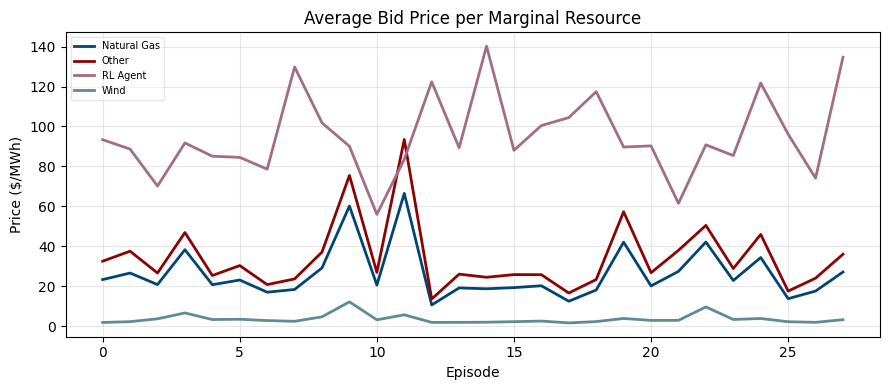 Average Bid Price per Marginal Resource
Natural Gas
Other
RL Agent
Wind
Price ($/MWh)
140
120
100
80
60
40
20
0
0 5 10 15 20 25
Episode